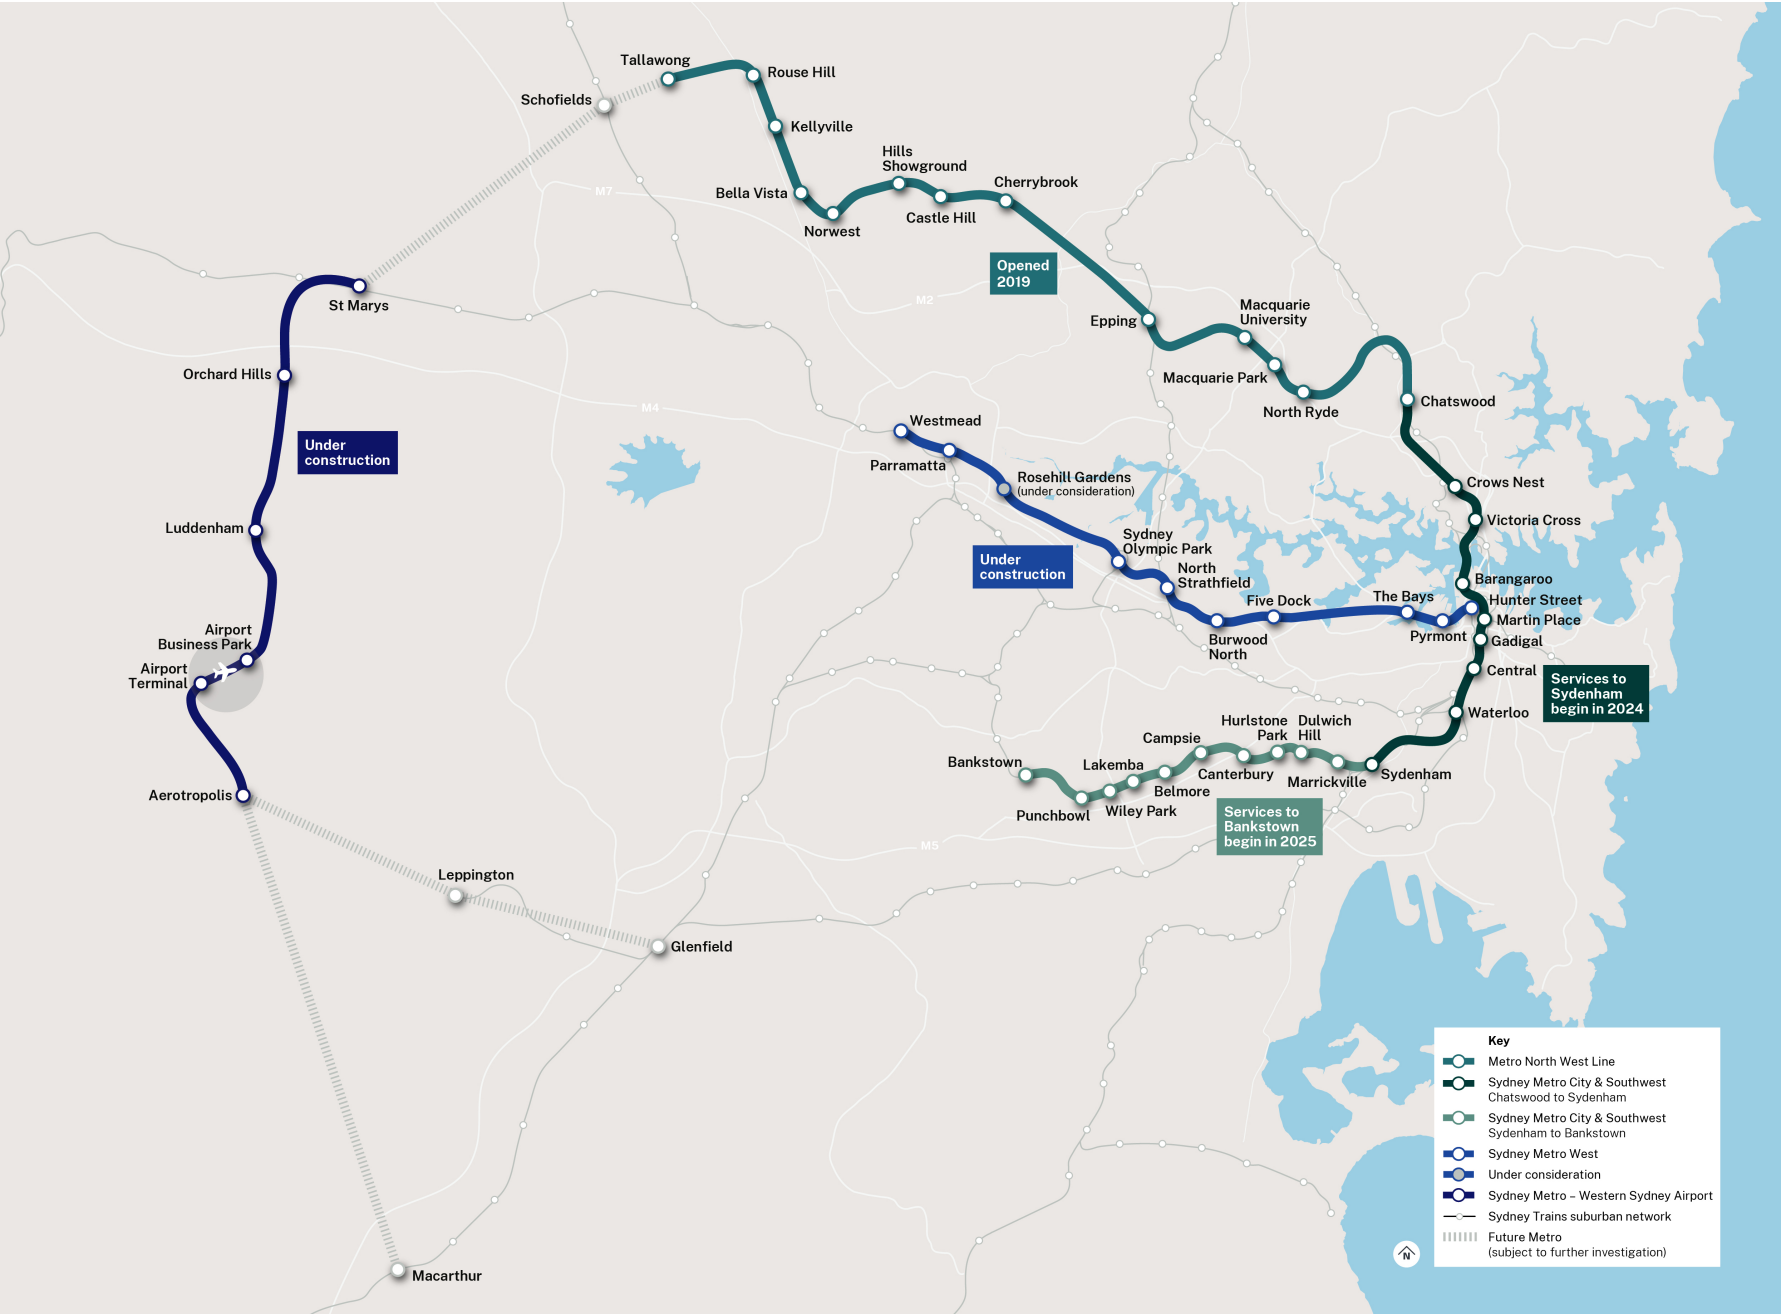 Tallawong
Rouse Hill
Schofields
Kellyville
Hills
Showground
Cherrybrook
M7
Bella Vista
Castle Hill
Norwest
Opened
2019
St Marys
M2
Macquarie
University
Epping
Orchard Hills
Macquarie Park
M4
North Ryde
Chatswood
Westmead
Under
construction
Parramatta
Rosehill Gardens
(under consideration)
Crows Nest
Luddenham
Victoria Cross
Sydney
Olympic Park
Under
construction
North
Strathfield
Barangaroo
The Bays
Five Dock
Hunter Street
Martin Place
Airport
Business Park
Burwood
North
Pyrmont
Gadigal
Airport
Terminal
Central
Services to
Sydenham
begin in 2024
Waterloo
Hurlstone
Park
Dulwich
Hill
Campsie
Bankstown
Lakemba
Canterbury
Sydenham
Marrickville
Aerotropolis
Belmore
Punchbowl
Wiley Park
Services to
Bankstown
begin in 2025
M5
Leppington
Glenfield
Macarthur
Key
Metro North West Line
Sydney Metro City & Southwest
Chatswood to Sydenham
Sydney Metro City & Southwest
Sydenham to Bankstown
Sydney Metro West
Under consideration
Sydney Metro – Western Sydney Airport
Sydney Trains suburban network
Future Metro
(subject to further investigation)
N